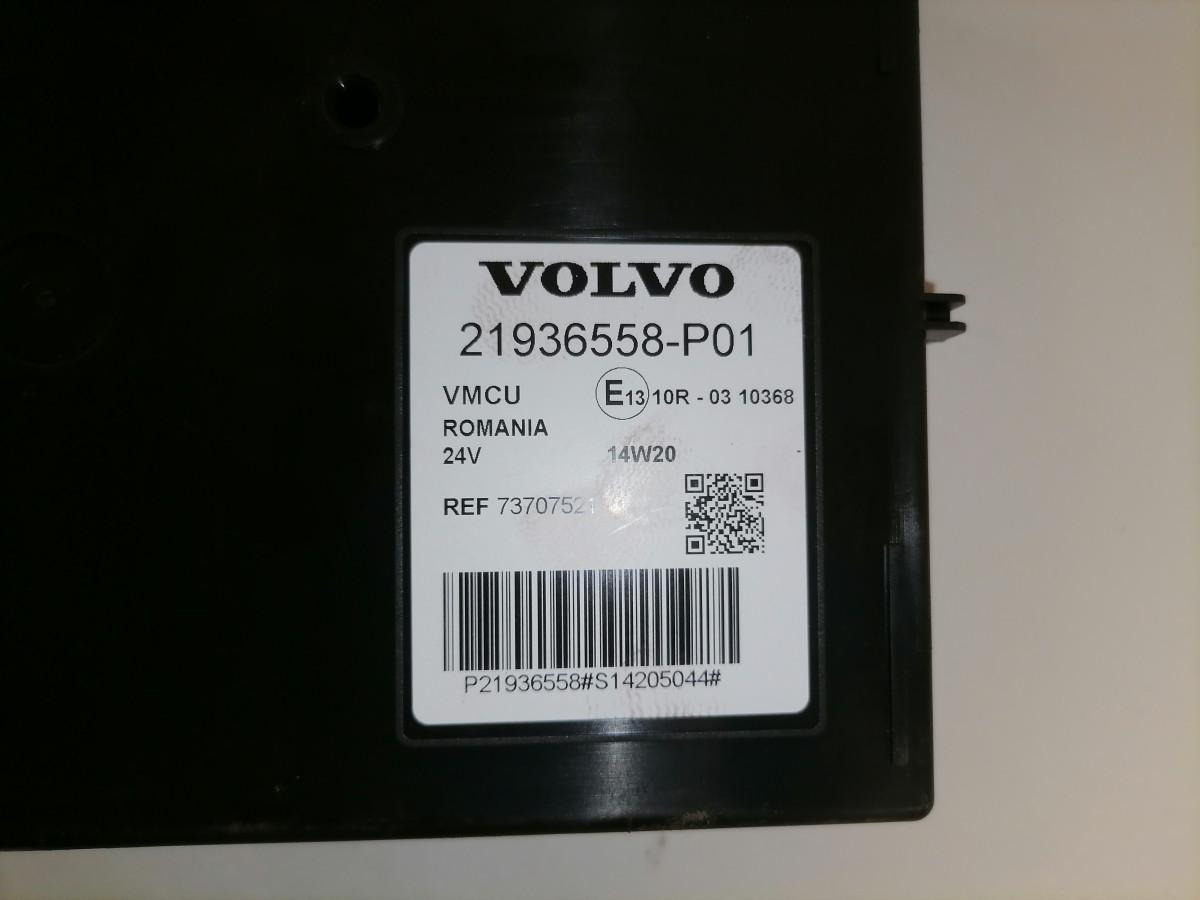 VOLVO
21936558-P01
VMCU E13 10R - 03 10368
ROMANIA
24V 14W20
REF 73707521
P21936558#S14205044#